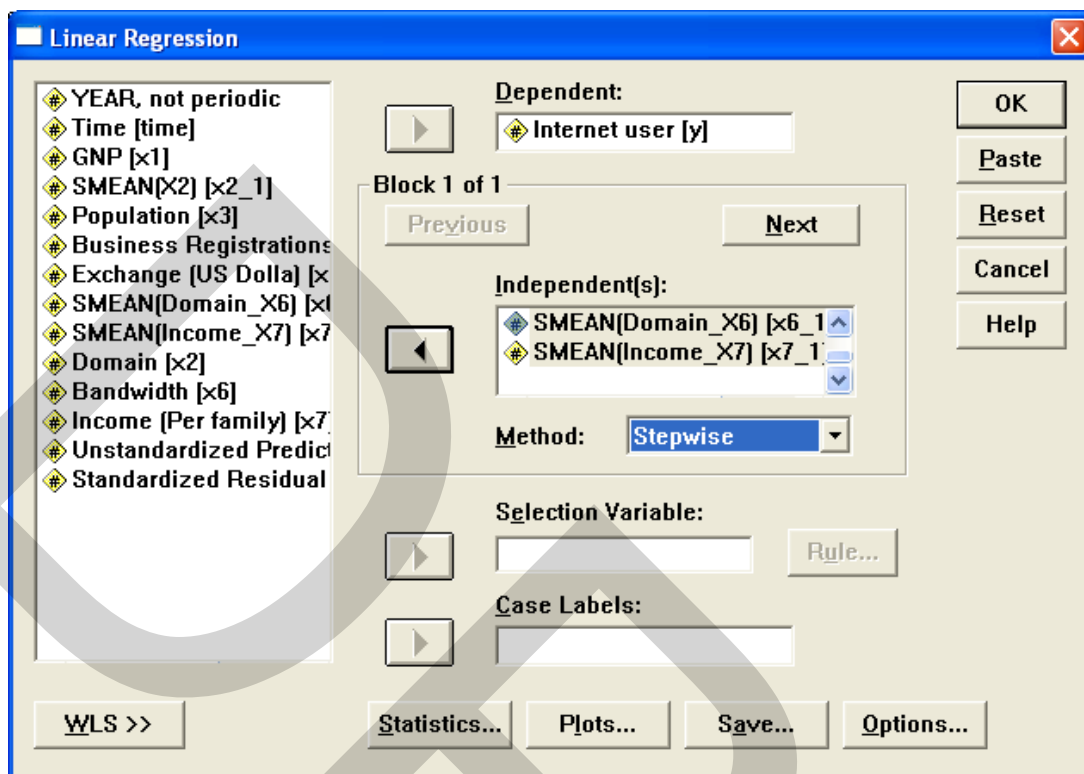 Linear Regression
YEAR, not periodic
Time [time]
GNP [x1]
SMEAN(X2) [x2_1]
Population [x3]
Business Registrations
Exchange (US Dolla) [x
SMEAN(Domain_X6) [x6
SMEAN(Income_X7) [x7
Domain [x2]
Bandwidth [x6]
Income (Per family) [x7]
Unstandardized Predict
Standardized Residual
WLS >>
Dependent:
Internet user [y]
Block 1 of 1
Previous
Next
Independent(s):
SMEAN(Domain_X6) [x6_1
SMEAN(Income_X7) [x7_1]
Method:
Stepwise
Selection Variable:
Rule...
Case Labels:
Statistics...
Plots...
Save...
Options...
OK
Paste
Reset
Cancel
Help